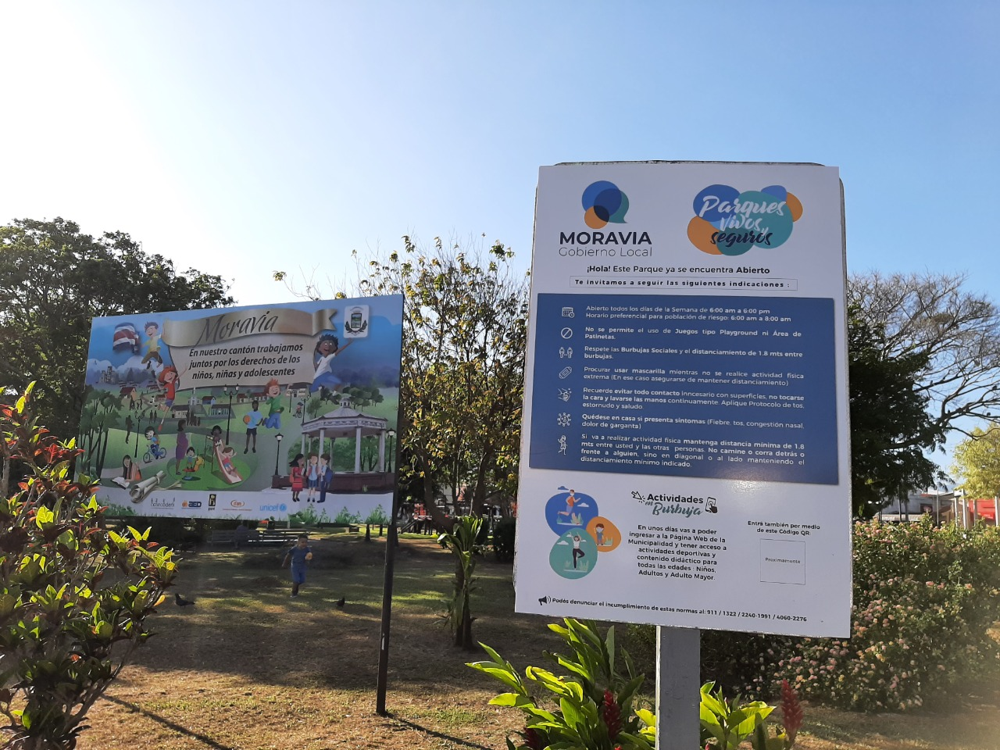 Moravia
En nuestro cantón trabajamos
juntos por los derechos de los
niños, niñas y adolescentes
unicef
MORAVIA
Gobierno Local
Parques
vivos y
seguros
¡Hola! Este Parque ya se encuentra Abierto
Te invitamos a seguir las siguientes indicaciones :
Abierto todos los días de la Semana de 6:00 am a 6:00 pm
Horario preferencial para población de riesgo: 6:00 am a 8:00 am
No se permite el uso de Juegos tipo Playground ni Área de
Patinetas.
Respete las Burbujas Sociales y el distanciamiento de 1.8 mts entre
burbujas.
Procurar usar mascarilla mientras no se realice actividad física
extrema (En ese caso asegurarse de mantener distanciamiento)
Recuerde evitar todo contacto inncesario con superficies, no tocarse
la cara y lavarse las manos continuamente. Aplique Protocolo de tos,
estornudo y saludo.
Quédese en casa si presenta síntomas (Fiebre, tos, congestión nasal,
dolor de garganta)
Si va a realizar actividad física mantenga distancia mínima de 1.8
mts entre usted y las otras personas. No camine o corra detrás o
frente a alguien, sino en diagonal o al lado manteniendo el
distanciamiento mínimo indicado.
Actividades
en Burbuja
En unos días vas a poder
ingresar a la Página Web de la
Municipalidad y tener acceso a
actividades deportivas y
contenido didáctico para
todas las edades : Niños,
Adultos y Adulto Mayor.
Entrá también por medio
de este Código QR:
Proximamente
Podés denunciar el incumplimiento de estas normas al: 911 / 1322 / 2240-1991 / 4060-2276